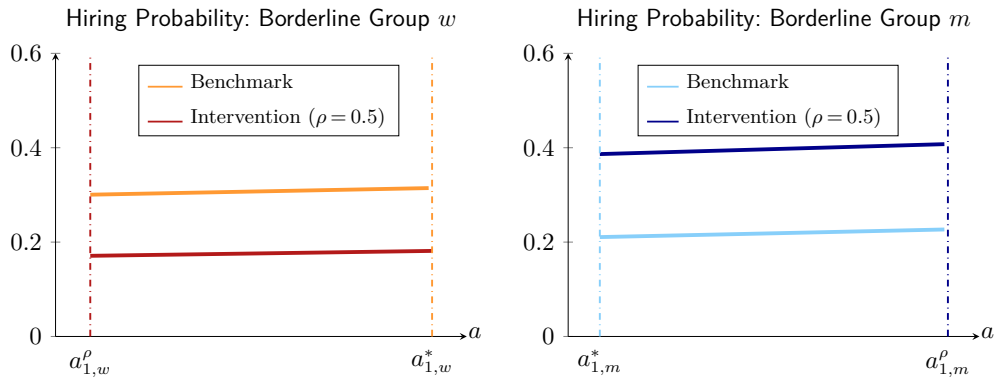 Hiring Probability: Borderline Group w
0.6
0.4
0.2
0
Benchmark
Intervention (ρ = 0.5)
a
a^ρ_{1,w}
a^*_{1,w}
Hiring Probability: Borderline Group m
0.6
0.4
0.2
0
Benchmark
Intervention (ρ = 0.5)
a
a^*_{1,m}
a^ρ_{1,m}